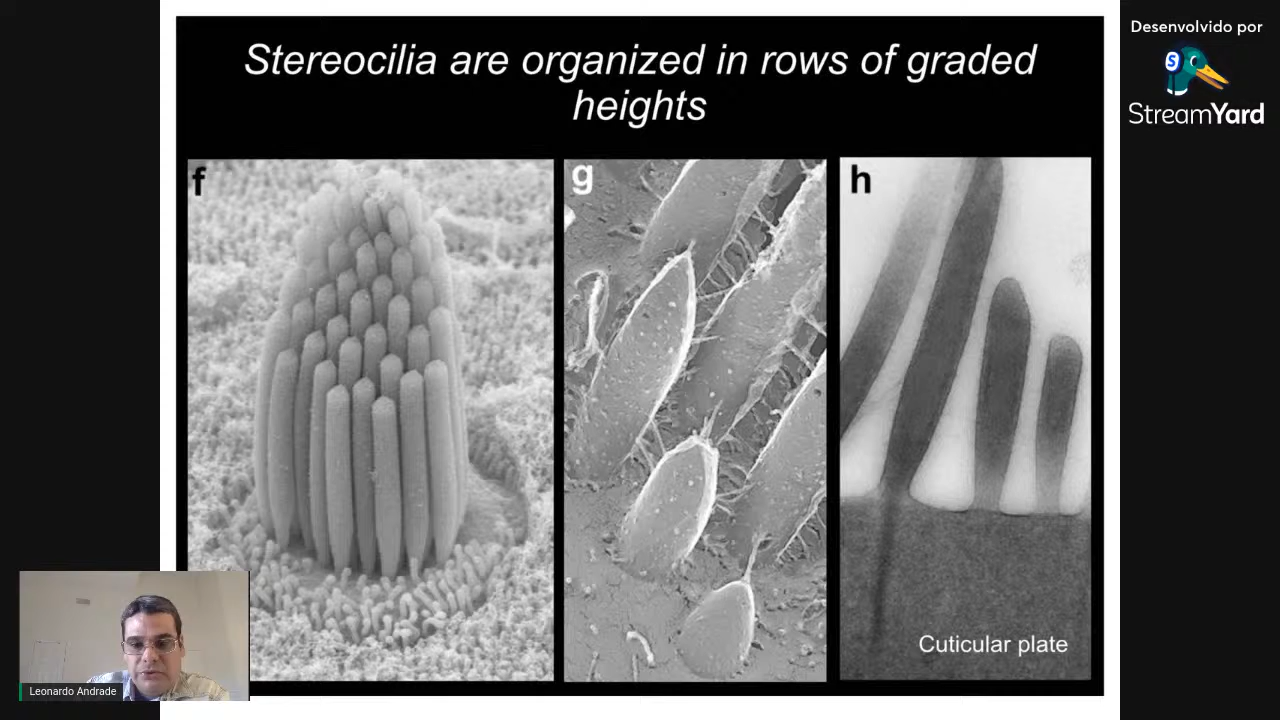 Stereocilia are organized in rows of graded
heights
Desenvolvido por
S
StreamYard
f
g
h
Cuticular plate
Leonardo Andrade